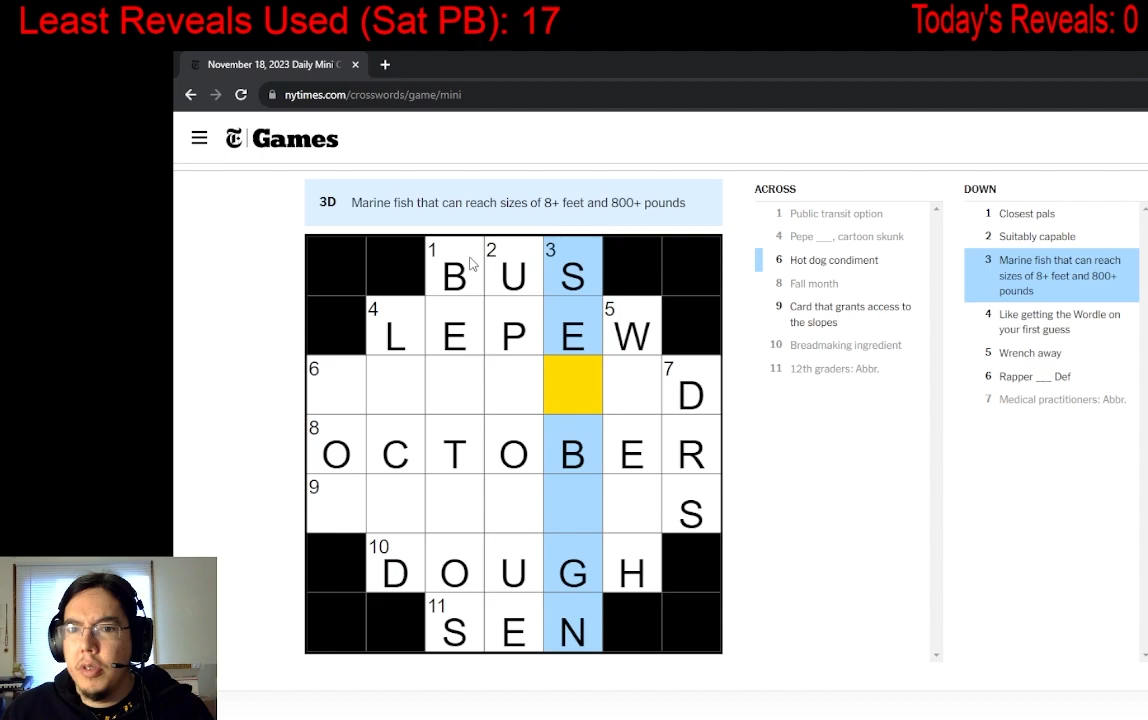 Least Reveals Used (Sat PB): 17
Today's Reveals: 0
November 18, 2023 Daily Mini C
nytimes.com/crosswords/game/mini
Games
3D Marine fish that can reach sizes of 8+ feet and 800+ pounds
1 B 2 U 3 S
4 L E P E 5 W
6 7 D
8 O C T O B E R
9 S
10 D O U G H
11 S E N
ACROSS
1 Public transit option
4 Pepe ___, cartoon skunk
6 Hot dog condiment
8 Fall month
9 Card that grants access to
the slopes
10 Breadmaking ingredient
11 12th graders: Abbr.
DOWN
1 Closest pals
2 Suitably capable
3 Marine fish that can reach
sizes of 8+ feet and 800+
pounds
4 Like getting the Wordle on
your first guess
5 Wrench away
6 Rapper ___ Def
7 Medical practitioners: Abbr.